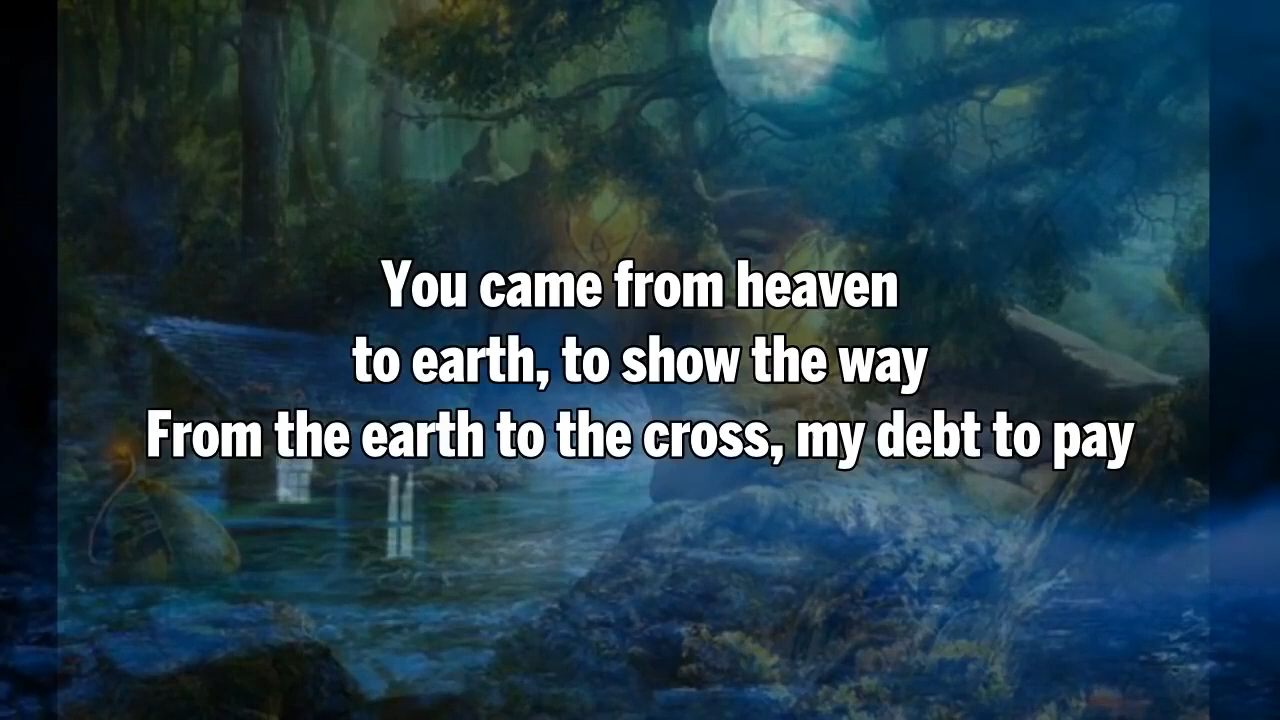 You came from heaven
to earth, to show the way
From the earth to the cross, my debt to pay